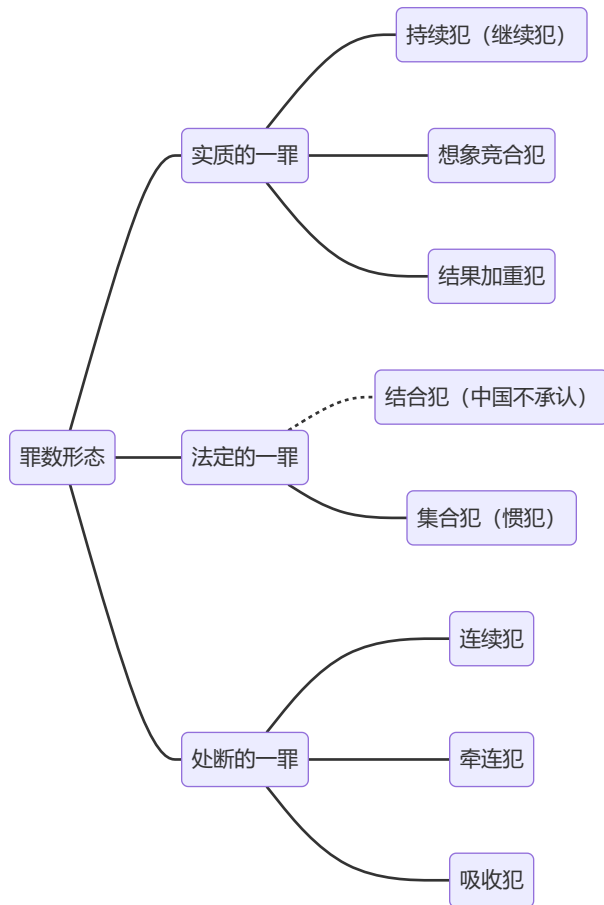 持续犯（继续犯）
实质的一罪
想象竞合犯
结果加重犯
结合犯（中国不承认）
罪数形态
法定的一罪
集合犯（惯犯）
连续犯
处断的一罪
牵连犯
吸收犯